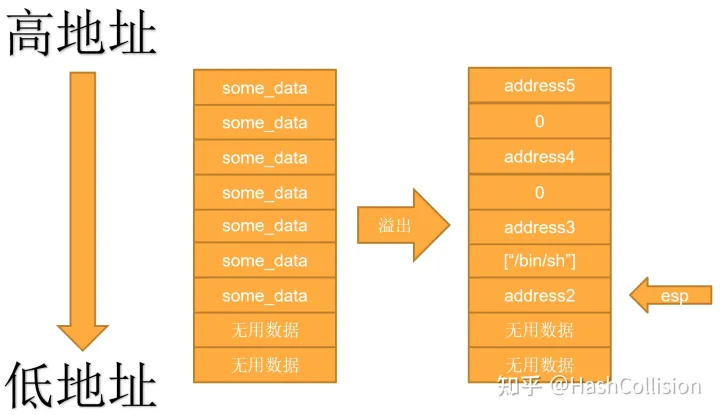 高地址
some_data
some_data
some_data
some_data
some_data
some_data
some_data
无用数据
无用数据
低地址
溢出
address5
0
address4
0
address3
[“/bin/sh”]
address2
无用数据
无用数据
esp
知乎 @HashCollision